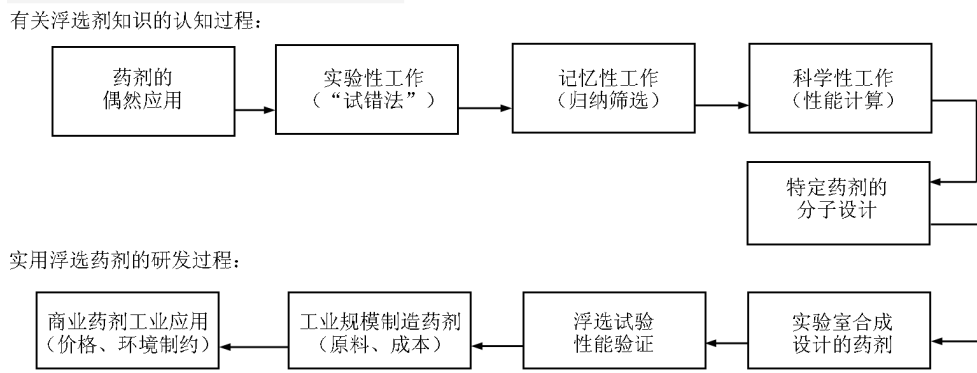 有关浮选剂知识的认知过程：
药剂的
偶然应用
实验性工作
（“试错法”）
记忆性工作
（归纳筛选）
科学性工作
（性能计算）
特定药剂的
分子设计
实用浮选药剂的研发过程：
商业药剂工业应用
（价格、环境制约）
工业规模制造药剂
（原料、成本）
浮选试验
性能验证
实验室合成
设计的药剂